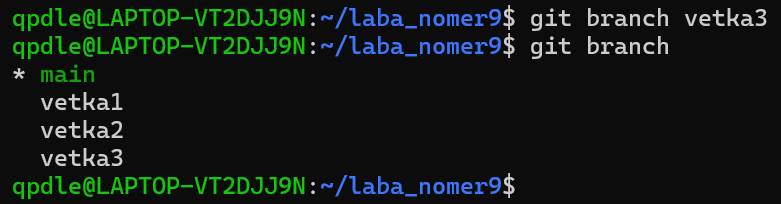 qpdle@LAPTOP-VT2DJJ9N:~/laba_nomer9$ git branch vetka3
qpdle@LAPTOP-VT2DJJ9N:~/laba_nomer9$ git branch
* main
  vetka1
  vetka2
  vetka3
qpdle@LAPTOP-VT2DJJ9N:~/laba_nomer9$